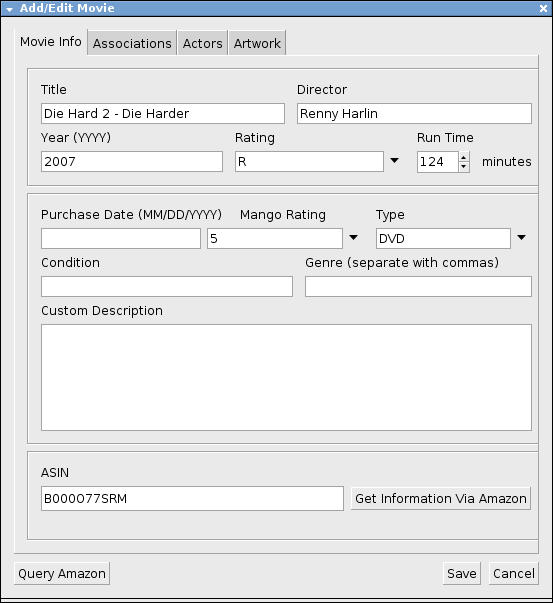 Add/Edit Movie
Movie Info Associations Actors Artwork
Title Director
Die Hard 2 - Die Harder Renny Harlin
Year (YYYY) Rating Run Time
2007 R 124 minutes
Purchase Date (MM/DD/YYYY) Mango Rating Type
5 DVD
Condition Genre (separate with commas)
Custom Description
ASIN
B000O77SRM Get Information Via Amazon
Query Amazon Save Cancel